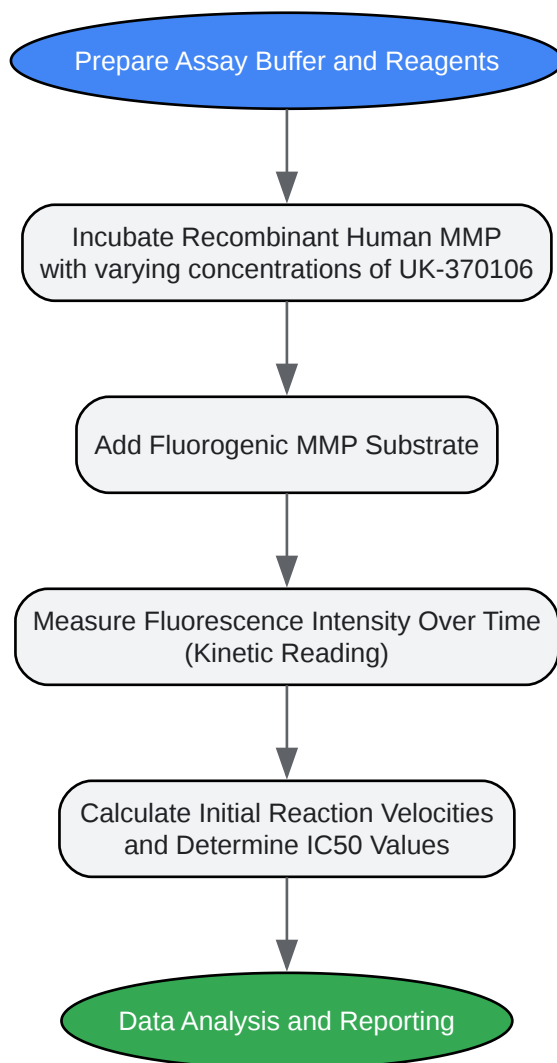 Prepare Assay Buffer and Reagents
Incubate Recombinant Human MMP
with varying concentrations of UK-370106
Add Fluorogenic MMP Substrate
Measure Fluorescence Intensity Over Time
(Kinetic Reading)
Calculate Initial Reaction Velocities
and Determine IC50 Values
Data Analysis and Reporting